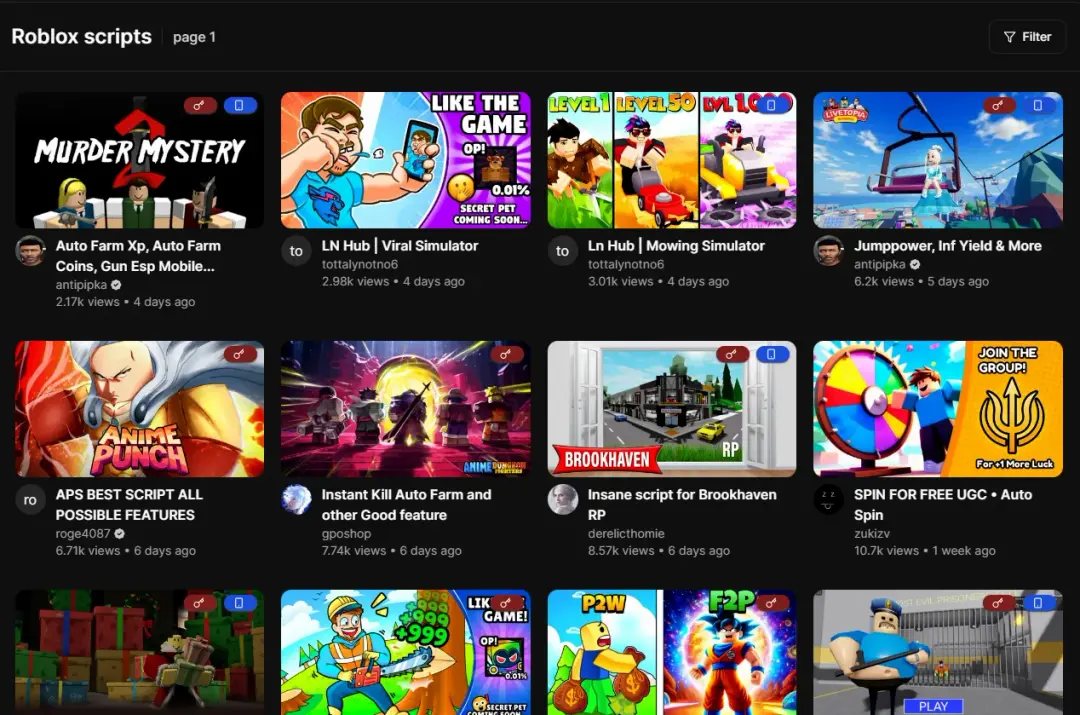 Roblox scripts
page 1
Filter
MURDER MYSTERY
2
Auto Farm Xp, Auto Farm
Coins, Gun Esp Mobile...
antipipka
2.17k views • 4 days ago
LIKE THE
GAME
OP!
0.01%
SECRET PET
COMING SOON...
to
LN Hub | Viral Simulator
tottalynotno6
2.98k views • 4 days ago
LEVEL 1
LEVEL 50
LVL 1,000
to
Ln Hub | Mowing Simulator
tottalynotno6
3.01k views • 4 days ago
LIVETOPIA
Jumppower, Inf Yield & More
antipipka
6.2k views • 5 days ago
ANIME
PUNCH
ro
APS BEST SCRIPT ALL
POSSIBLE FEATURES
roge4087
6.71k views • 6 days ago
ANIME DUNGEON
FIGHTERS
Instant Kill Auto Farm and
other Good feature
gposhop
7.74k views • 6 days ago
BROOKHAVEN
RP
Insane script for Brookhaven
RP
derelicthomie
8.57k views • 6 days ago
JOIN THE
GROUP!
For +1 More Luck
z z
SPIN FOR FREE UGC • Auto
Spin
zukizv
10.7k views • 1 week ago
+999
+999
GAME!
OP!
0.01%
SECRET PET
COMING SOON...
P2W
F2P
PLAY